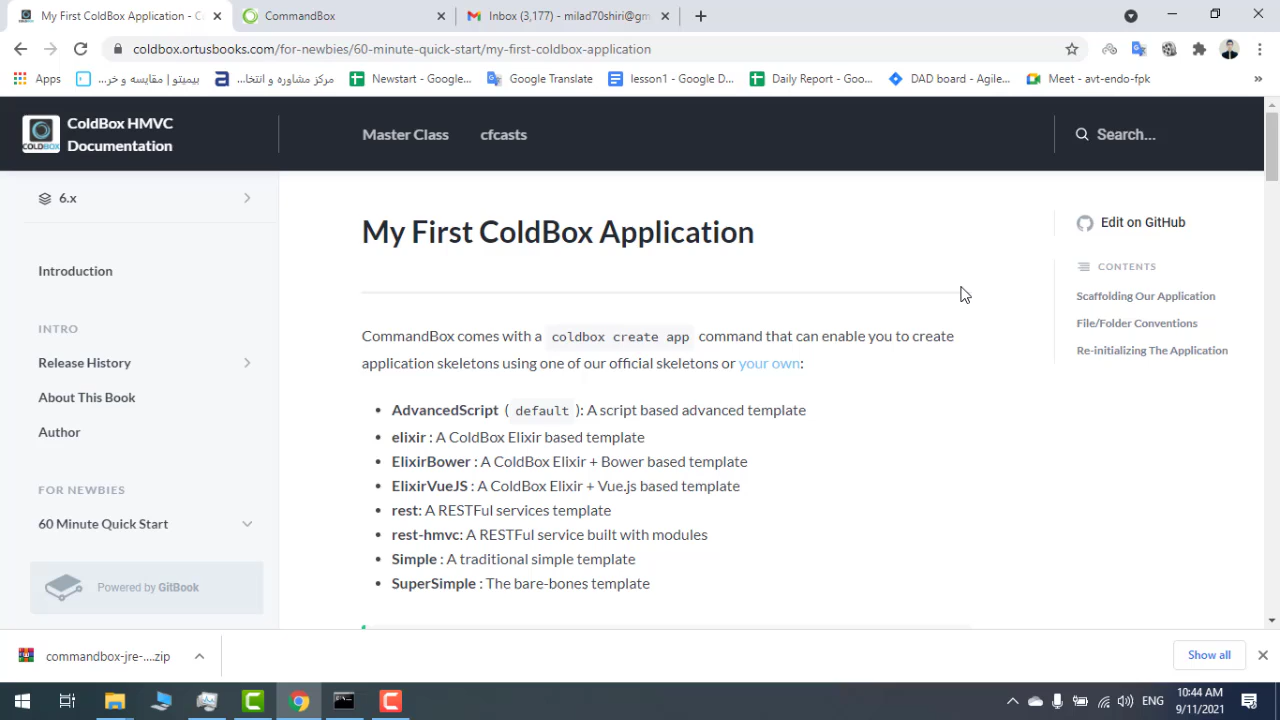 My First ColdBox Application - C
CommandBox
Inbox (3,177) - milad70shiri@gm
coldbox.ortusbooks.com/for-newbies/60-minute-quick-start/my-first-coldbox-application
Apps
بیمیتو | مقایسه و خر...
مرکز مشاوره و انتخا...
Newstart - Google...
Google Translate
lesson1 - Google D...
Daily Report - Goo...
DAD board - Agile...
Meet - avt-endo-fpk
»
ColdBox HMVC
Documentation
Master Class
cfcasts
Search...
6.x
Introduction
INTRO
Release History
About This Book
Author
FOR NEWBIES
60 Minute Quick Start
Powered by GitBook
My First ColdBox Application
CommandBox comes with a coldbox create app command that can enable you to create
application skeletons using one of our official skeletons or your own:
• AdvancedScript ( default ): A script based advanced template
• elixir : A ColdBox Elixir based template
• ElixirBower : A ColdBox Elixir + Bower based template
• ElixirVueJS : A ColdBox Elixir + Vue.js based template
• rest: A RESTFul services template
• rest-hmvc: A RESTFul service built with modules
• Simple : A traditional simple template
• SuperSimple : The bare-bones template
Edit on GitHub
CONTENTS
Scaffolding Our Application
File/Folder Conventions
Re-initializing The Application
commandbox-jre-....zip
Show all
ENG
10:44 AM
9/11/2021